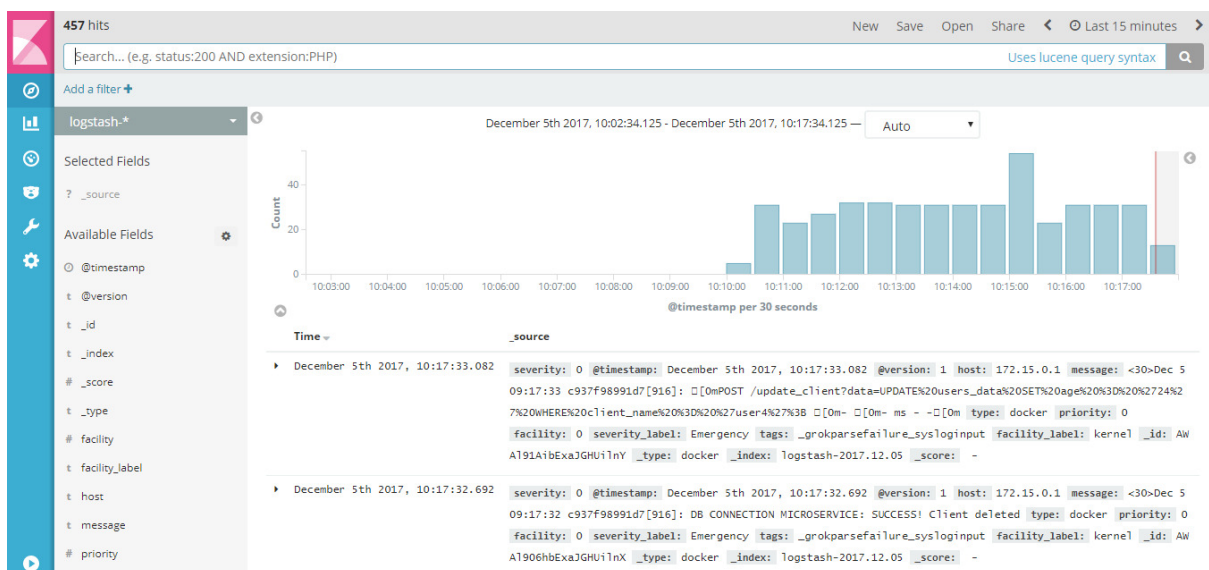 457 hits
New Save Open Share Last 15 minutes
Search... (e.g. status:200 AND extension:PHP) Uses lucene query syntax
Add a filter
logstash-*
December 5th 2017, 10:02:34.125 - December 5th 2017, 10:17:34.125 — Auto
Selected Fields
? _source
Available Fields
@timestamp
t @version
t _id
t _index
# _score
t _type
# facility
t facility_label
t host
t message
# priority
Count
40
20
0
10:03:00 10:04:00 10:05:00 10:06:00 10:07:00 10:08:00 10:09:00 10:10:00 10:11:00 10:12:00 10:13:00 10:14:00 10:15:00 10:16:00 10:17:00
@timestamp per 30 seconds
Time _source
December 5th 2017, 10:17:33.082 severity: 0 @timestamp: December 5th 2017, 10:17:33.082 @version: 1 host: 172.15.0.1 message: <30>Dec 5
09:17:33 c937f98991d7[916]: □[0mPOST /update_client?data=UPDATE%20users_data%20SET%20age%20%3D%20%2724%2
7%20WHERE%20client_name%20%3D%20%27user4%27%3B □[0m- □[0m- ms - -□[0m type: docker priority: 0
facility: 0 severity_label: Emergency tags: _grokparsefailure_sysloginput facility_label: kernel _id: AW
Al91AibExaJGHUilnY _type: docker _index: logstash-2017.12.05 _score: -
December 5th 2017, 10:17:32.692 severity: 0 @timestamp: December 5th 2017, 10:17:32.692 @version: 1 host: 172.15.0.1 message: <30>Dec 5
09:17:32 c937f98991d7[916]: DB CONNECTION MICROSERVICE: SUCCESS! Client deleted type: docker priority: 0
facility: 0 severity_label: Emergency tags: _grokparsefailure_sysloginput facility_label: kernel _id: AW
Al906hbExaJGHUilnX _type: docker _index: logstash-2017.12.05 _score: -